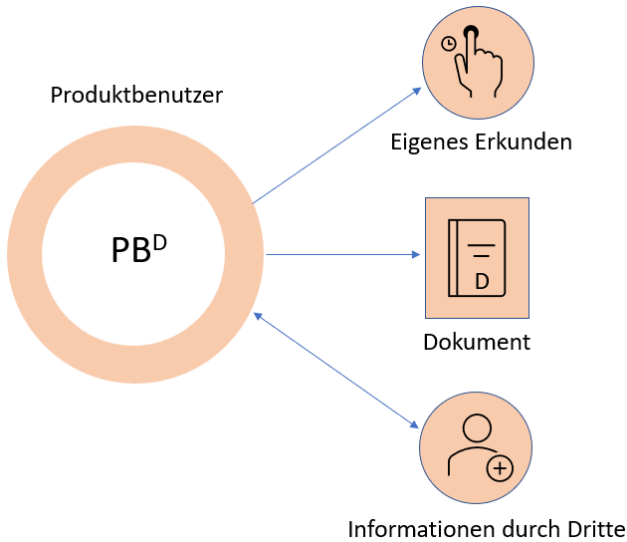 Produktbenutzer
PBᴰ
Eigenes Erkunden
D
Dokument
Informationen durch Dritte